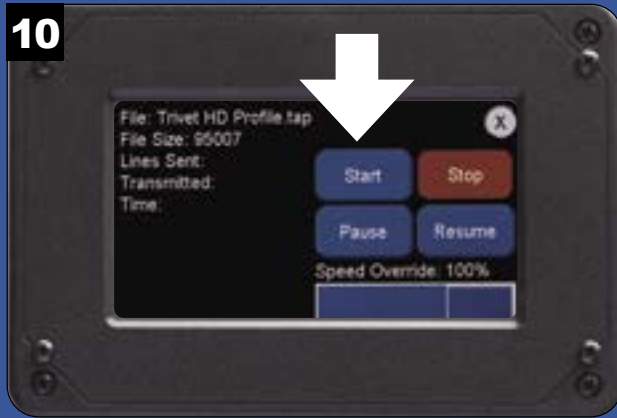 10
File: Trivet HD Profile.tap
File Size: 95007
Lines Sent:
Transmitted:
Time:
X
Start
Stop
Pause
Resume
Speed Override: 100%